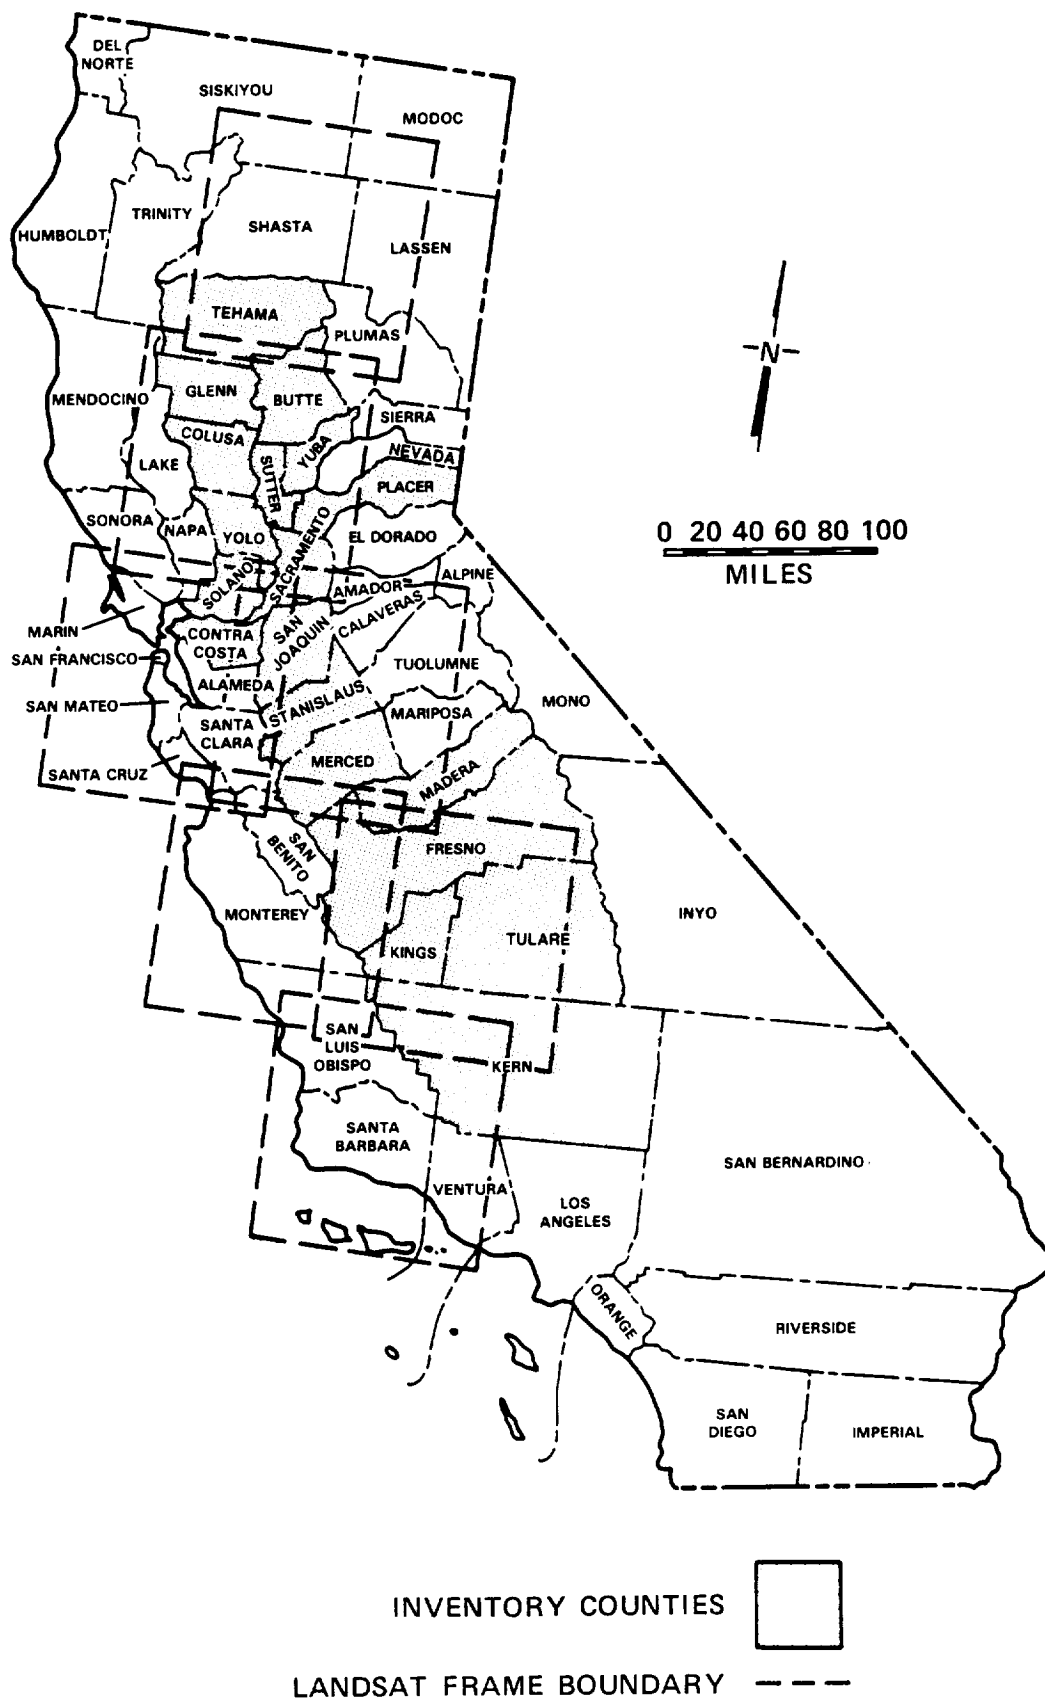 DEL
NORTE
SISKIYOU
MODOC
TRINITY
HUMBOLDT
SHASTA
LASSEN
TEHAMA
PLUMAS
MENDOCINO
GLENN
BUTTE
SIERRA
COLUSA
YUBA
NEVADA
LAKE
SUTTER
PLACER
SONORA
NAPA
YOLO
SACRAMENTO
EL DORADO
SOLANO
AMADOR
ALPINE
MARIN
CONTRA
COSTA
SAN
JOAQUIN
CALAVERAS
SAN FRANCISCO
TUOLUMNE
ALAMEDA
SAN MATEO
STANISLAUS
MARIPOSA
MONO
SANTA
CLARA
MERCED
SANTA CRUZ
MADERA
SAN
BENITO
FRESNO
MONTEREY
KINGS
TULARE
INYO
SAN
LUIS
OBISPO
KERN
SANTA
BARBARA
VENTURA
LOS
ANGELES
SAN BERNARDINO
ORANGE
RIVERSIDE
SAN
DIEGO
IMPERIAL
N
0 20 40 60 80 100
MILES
INVENTORY COUNTIES
LANDSAT FRAME BOUNDARY